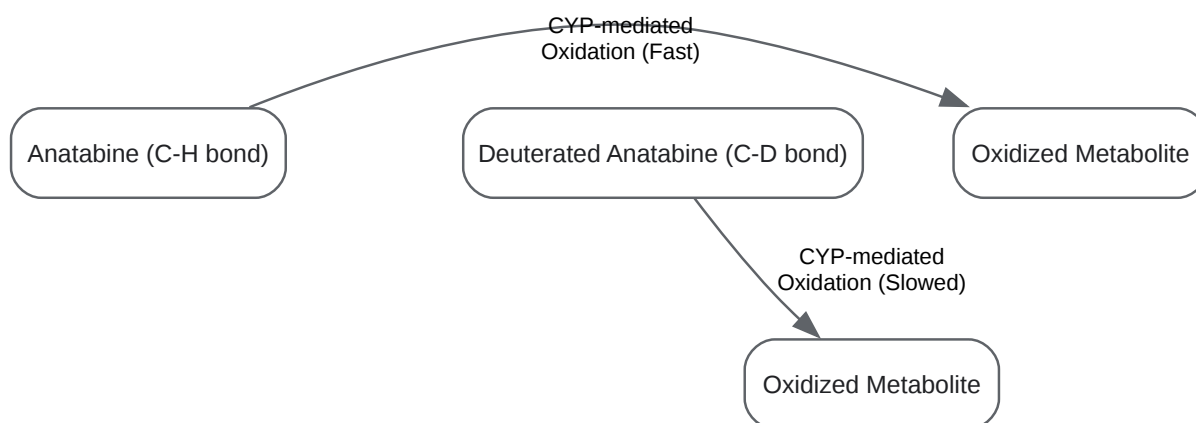 CYP-mediated
Oxidation (Fast)
Anatabine (C-H bond)
Deuterated Anatabine (C-D bond)
Oxidized Metabolite
CYP-mediated
Oxidation (Slowed)
Oxidized Metabolite